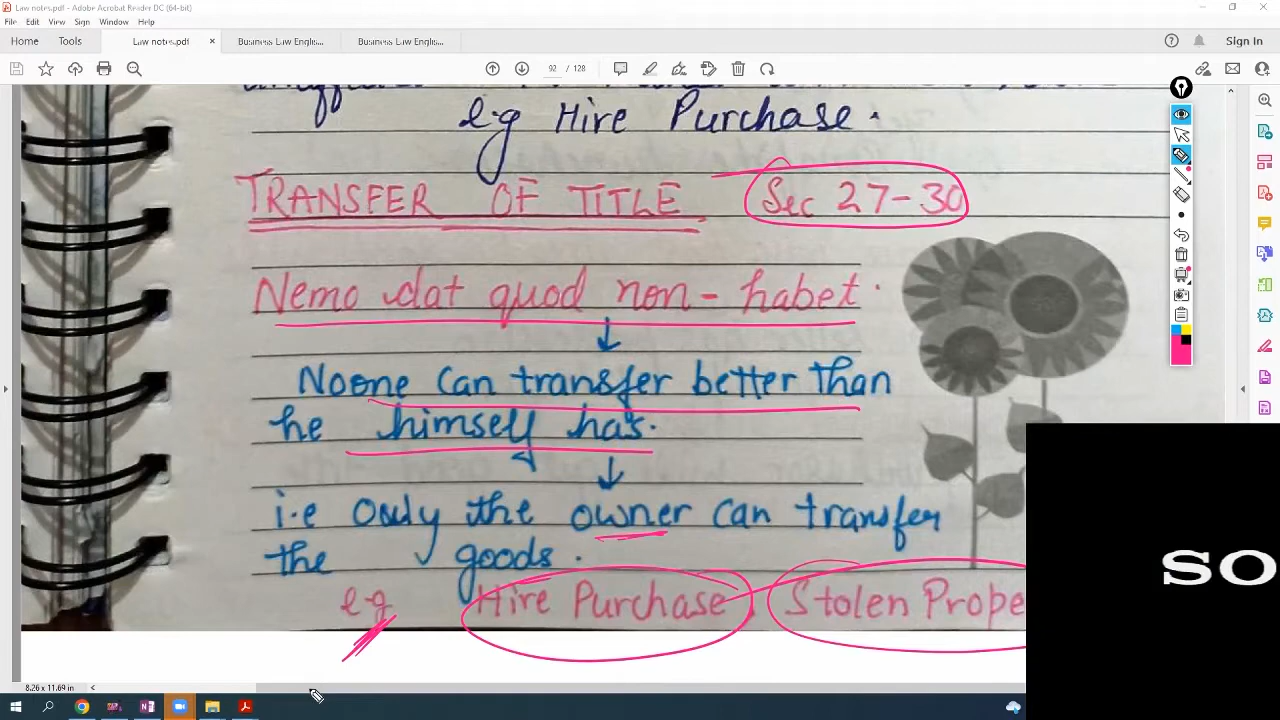 Law notes.pdf - Adobe Acrobat Reader DC (64-bit)
File Edit View Sign Window Help
Home Tools Law notes.pdf × Business Law Englis... Business Law Englis... Sign In
92 / 128
e.g Hire Purchase.
TRANSFER OF TITLE Sec 27-30
Nemo dat quod non-habet.
Noone can transfer better than
he himself has.
i.e only the owner can transfer
the goods.
e.g Hire Purchase Stolen Prope
SO
8.26 x 11.69 in